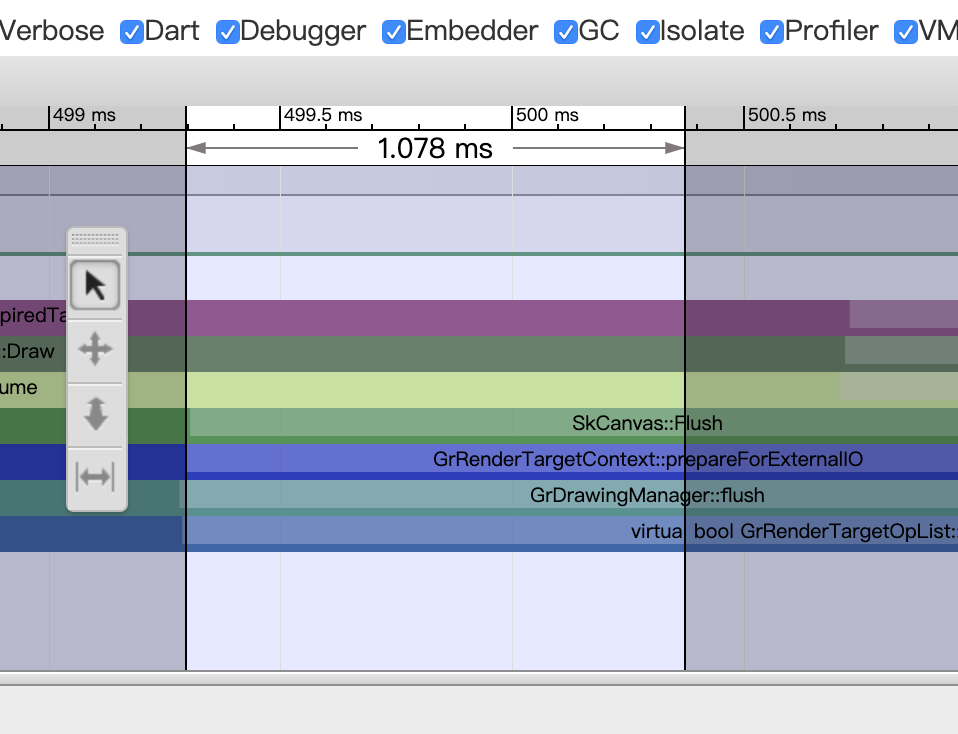 Verbose Dart Debugger Embedder GC Isolate Profiler VM
499 ms 499.5 ms 500 ms 500.5 ms
1.078 ms
piredTa
::Draw
ume
SkCanvas::Flush
GrRenderTargetContext::prepareForExternalIO
GrDrawingManager::flush
virtual bool GrRenderTargetOpList::